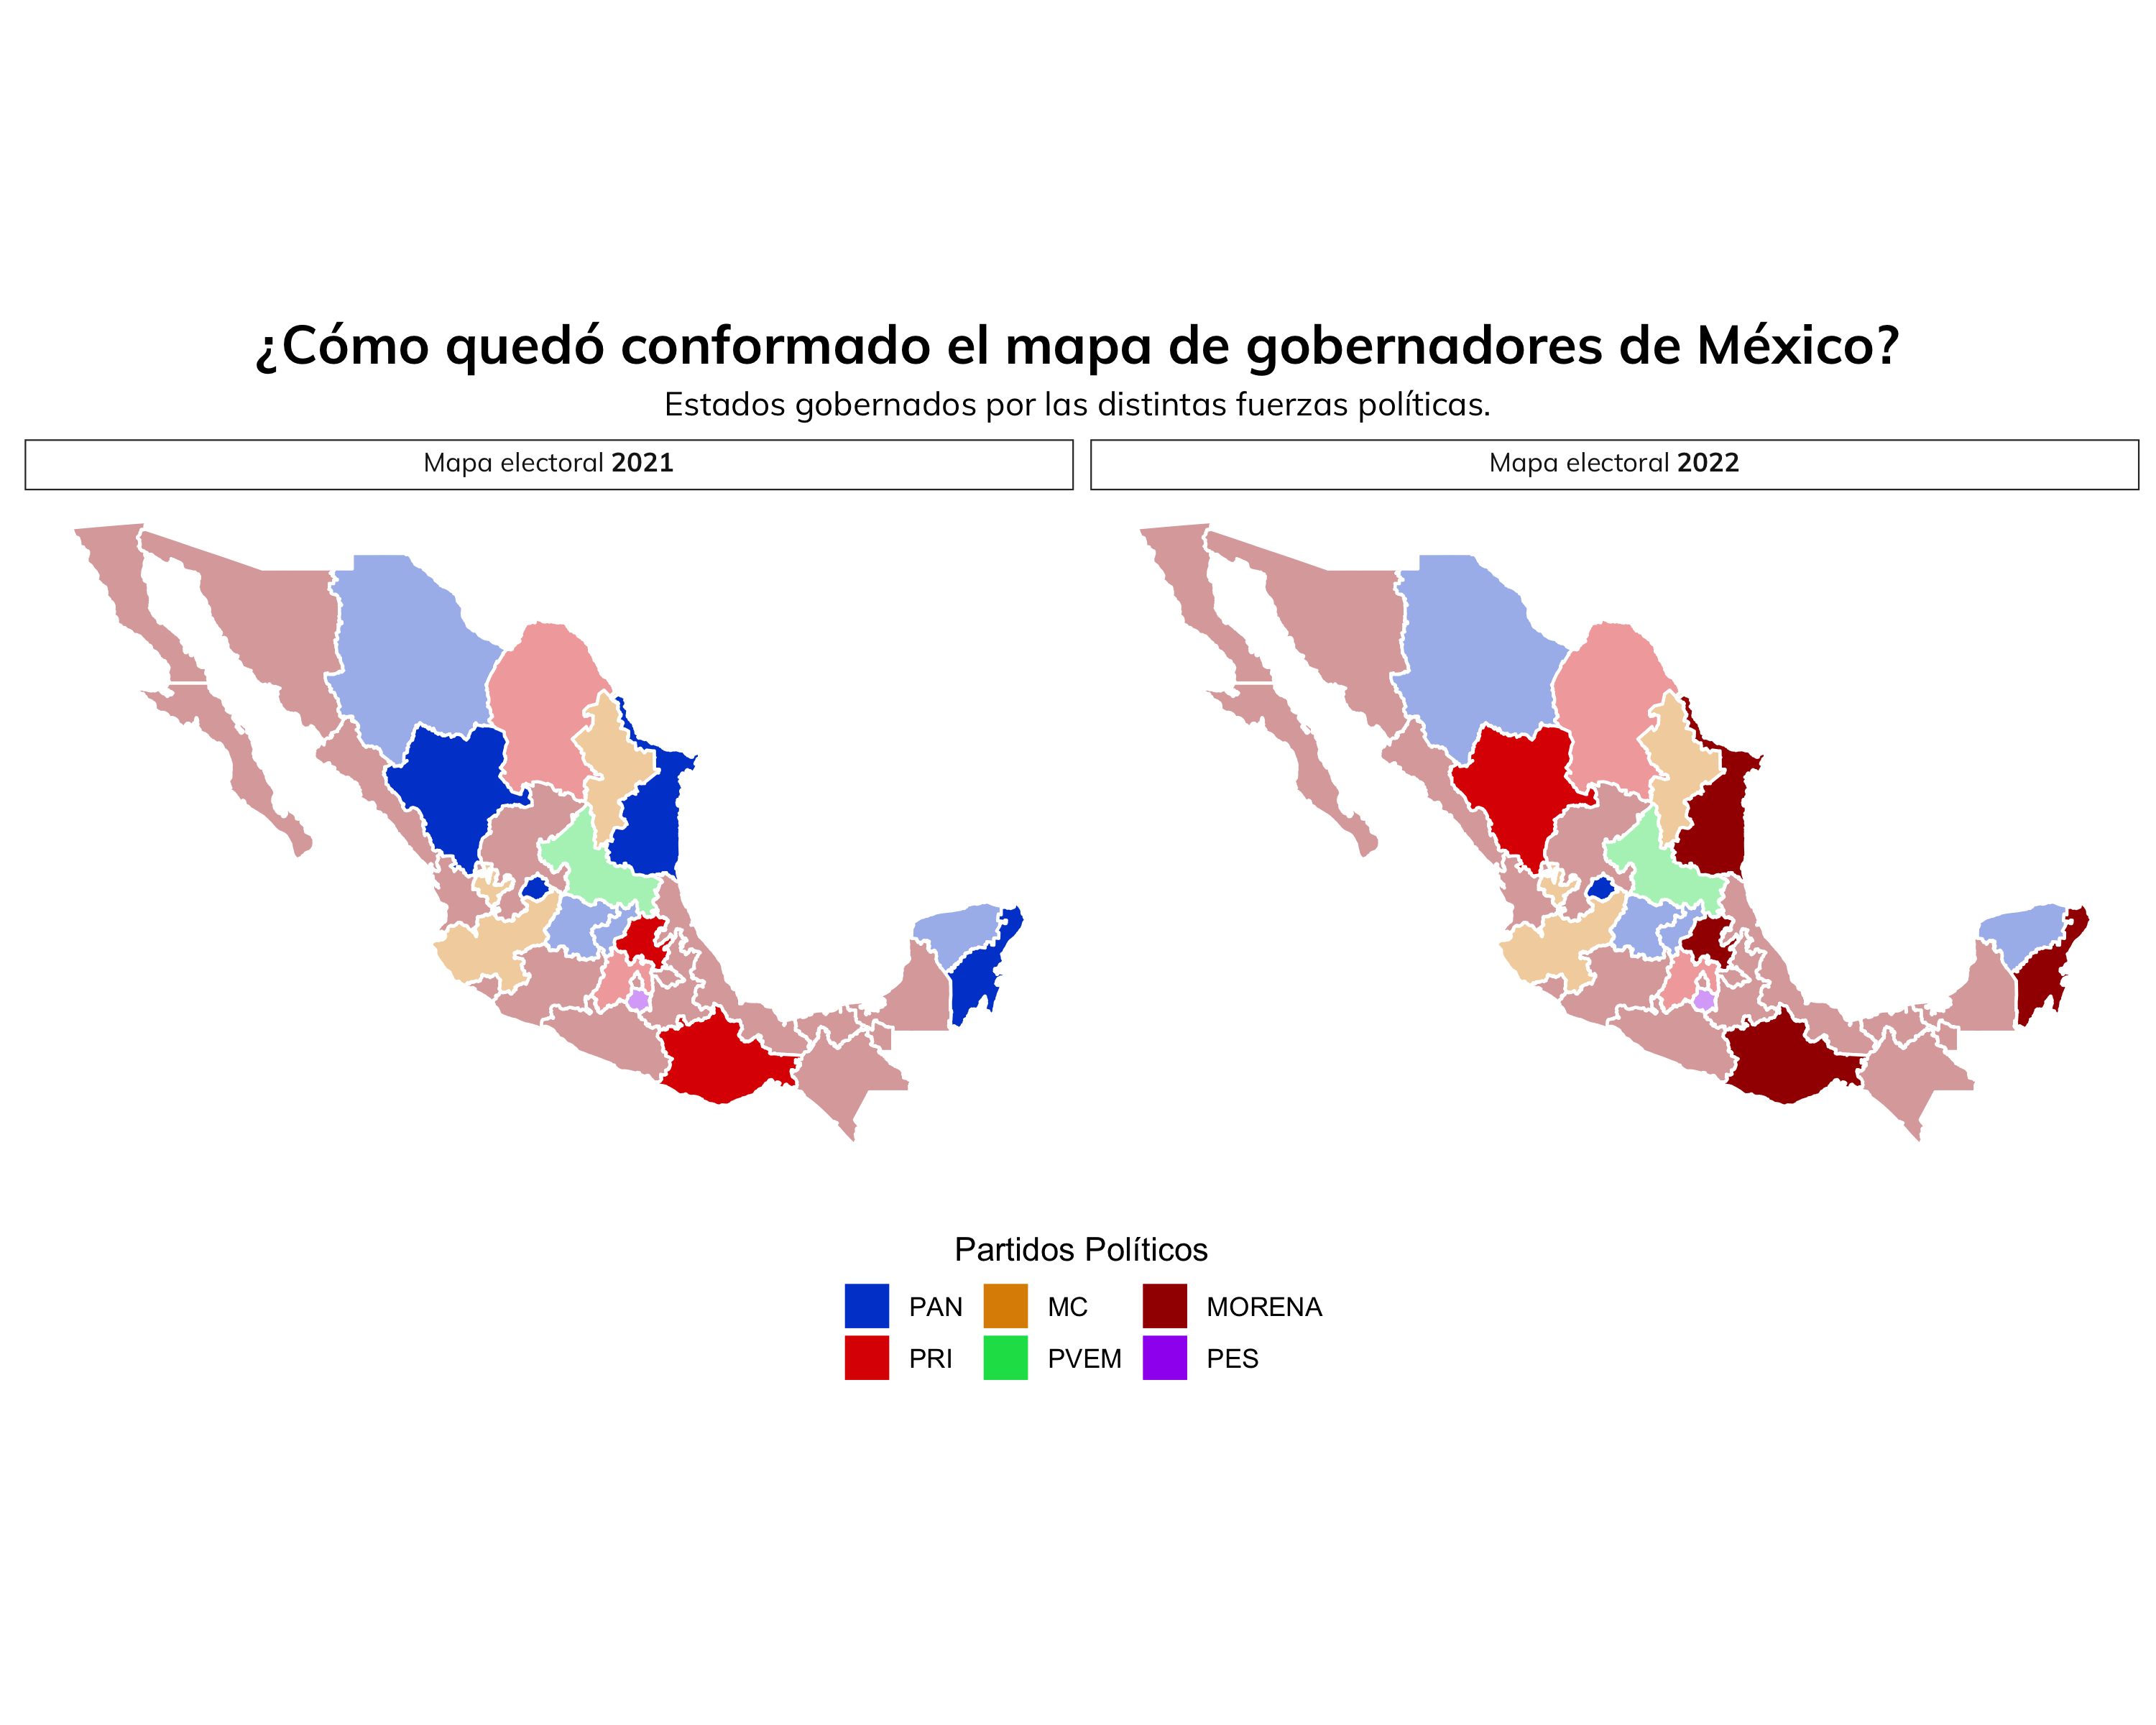 ¿Cómo quedó conformado el mapa de gobernadores de México?
Estados gobernados por las distintas fuerzas políticas.
Mapa electoral 2021
Mapa electoral 2022
Partidos Políticos
PAN MC MORENA
PRI PVEM PES